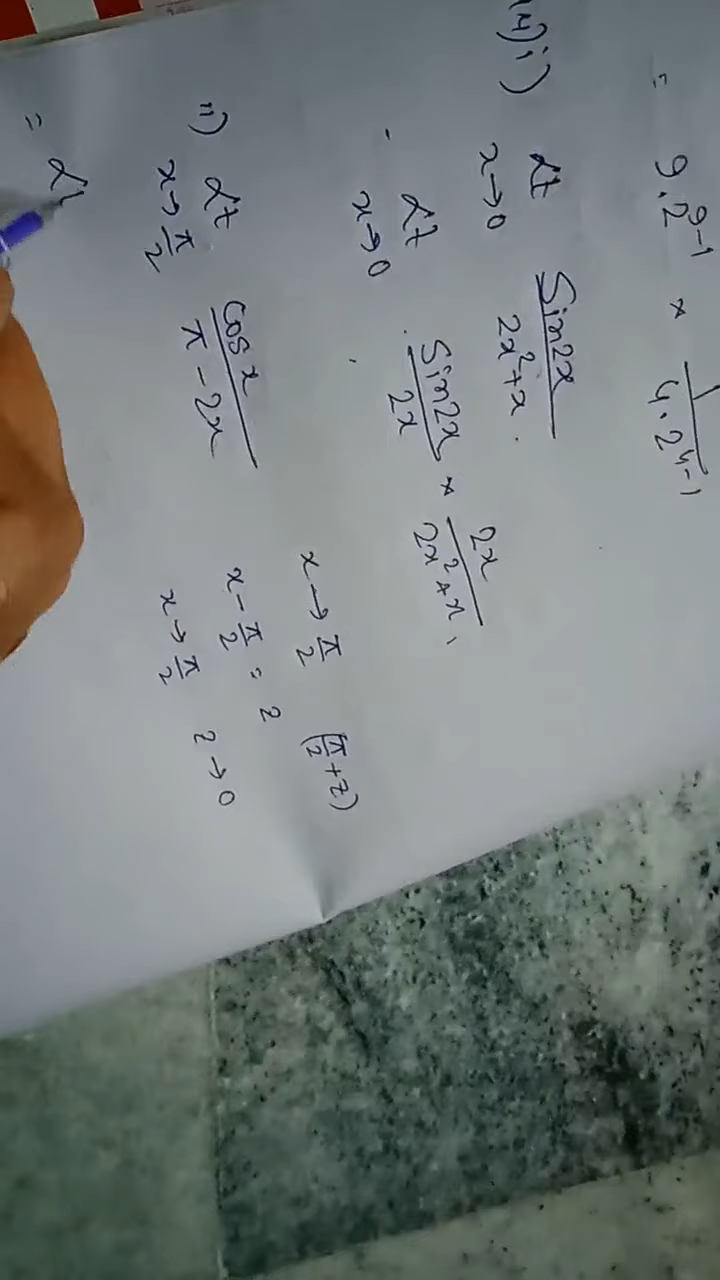 = 9.2^{9-1} × 1/(4.2^{4-1})
14) i) Lt x→0 Sin2x/(2x²+x).
- Lt x→0 Sin2x/2x × 2x/(2x²+x)
x → π/2 (π/2+z)
ii) Lt x→π/2 Cos x/(π-2x) x - π/2 = z
x → π/2 z → 0
= Lt